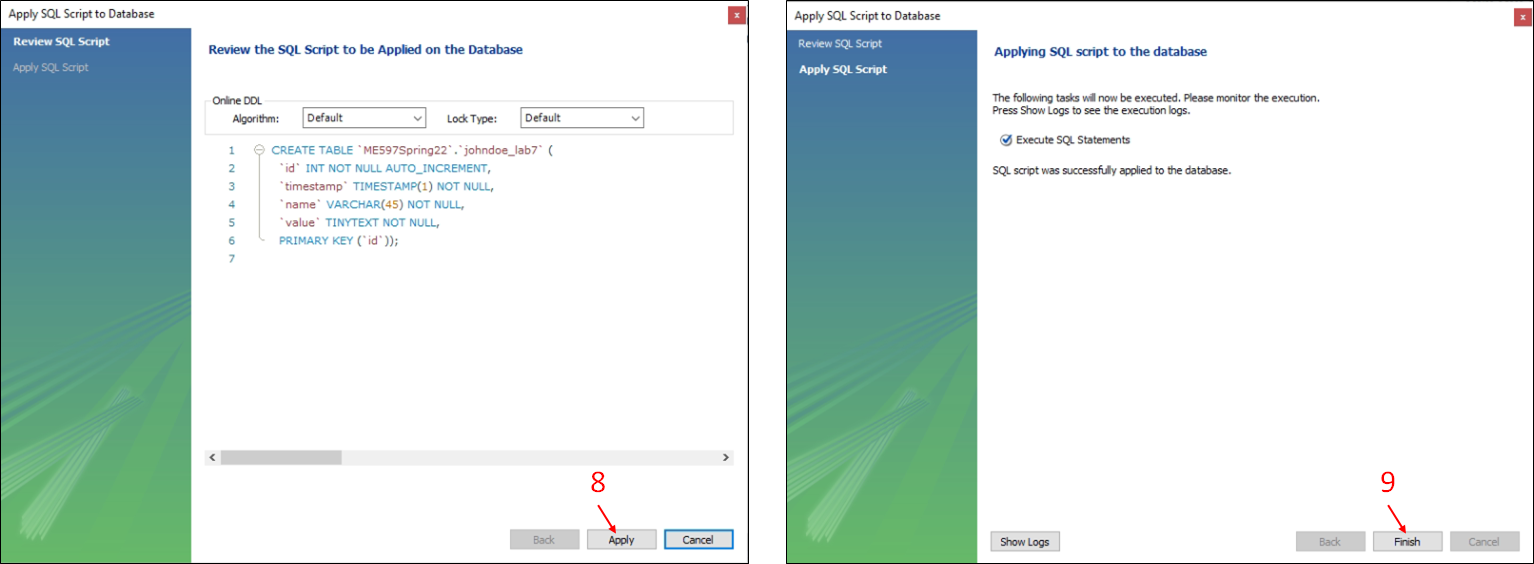 Apply SQL Script to Database
x
Review SQL Script
Apply SQL Script
Review the SQL Script to be Applied on the Database
Online DDL
Algorithm: Default Lock Type: Default
1 CREATE TABLE `ME597Spring22`.`johndoe_lab7` (
2 `id` INT NOT NULL AUTO_INCREMENT,
3 `timestamp` TIMESTAMP(1) NOT NULL,
4 `name` VARCHAR(45) NOT NULL,
5 `value` TINYTEXT NOT NULL,
6 PRIMARY KEY (`id`));
7
8
Back Apply Cancel
Apply SQL Script to Database
x
Review SQL Script
Apply SQL Script
Applying SQL script to the database
The following tasks will now be executed. Please monitor the execution.
Press Show Logs to see the execution logs.
Execute SQL Statements
SQL script was successfully applied to the database.
9
Show Logs Back Finish Cancel